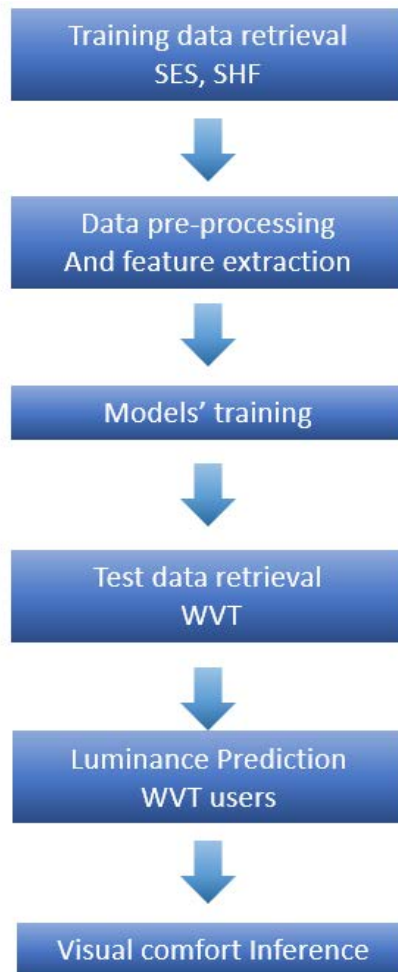 Training data retrieval
SES, SHF
Data pre-processing
And feature extraction
Models’ training
Test data retrieval
WVT
Luminance Prediction
WVT users
Visual comfort Inference